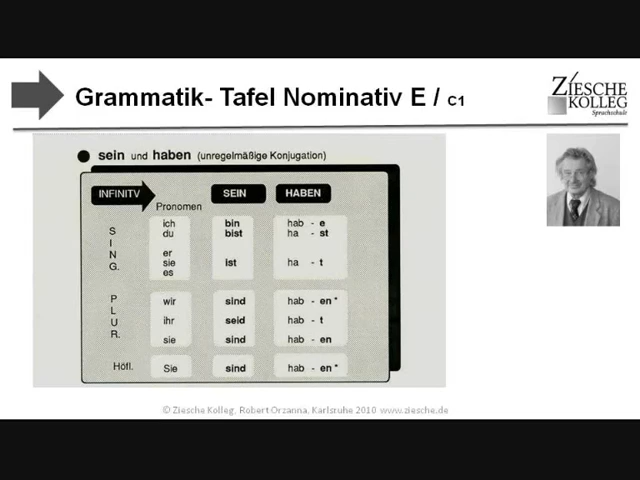 Grammatik- Tafel Nominativ E / C1
ZIESCHE
KOLLEG
Sprachschule
sein und haben (unregelmäßige Konjugation)
INFINITV SEIN HABEN
Pronomen
SING.
ich bin hab - e
du bist ha - st
er
sie ist ha - t
es
PLUR.
wir sind hab - en *
ihr seid hab - t
sie sind hab - en
Höfl. Sie sind hab - en *
© Ziesche Kolleg, Robert Orzanna, Karlsruhe 2010 www.ziesche.de